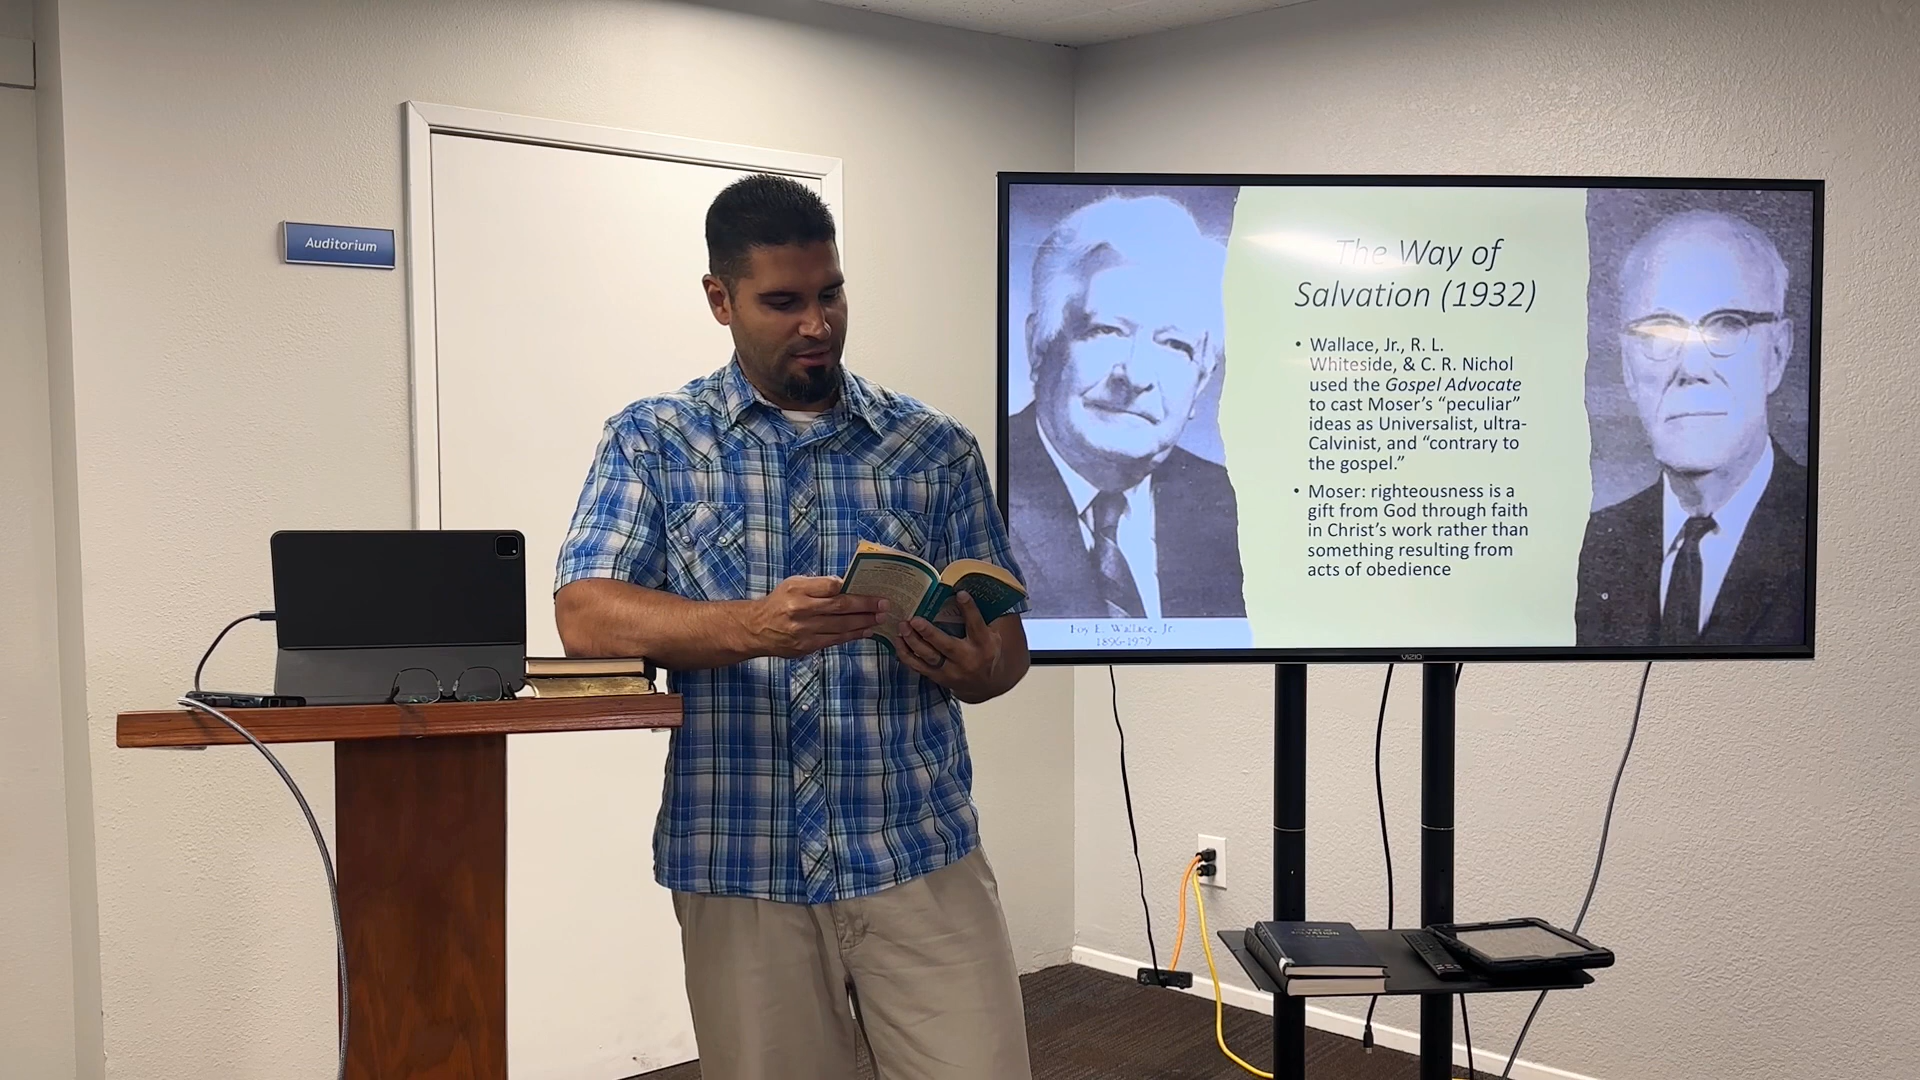 Auditorium
The Way of
Salvation (1932)
• Wallace, Jr., R. L.
Whiteside, & C. R. Nichol
used the Gospel Advocate
to cast Moser's “peculiar”
ideas as Universalist, ultra-
Calvinist, and “contrary to
the gospel.”
• Moser: righteousness is a
gift from God through faith
in Christ's work rather than
something resulting from
acts of obedience
Foy E. Wallace, Jr.
1896-1979
VIZIO
SALVATION